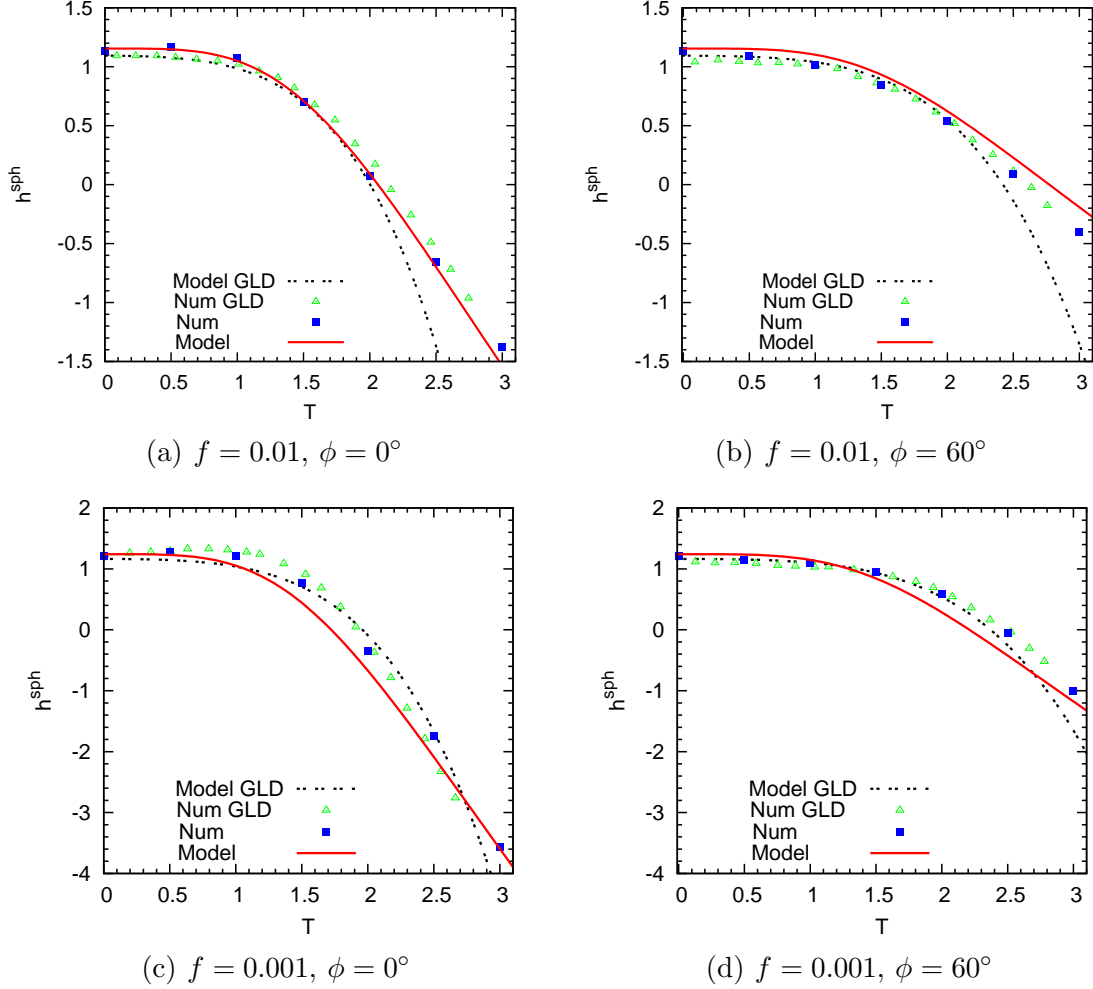 1.5
1
0.5
0
-0.5
-1
-1.5
h^sph
Model GLD
Num GLD
Num
Model
0 0.5 1 1.5 2 2.5 3
T
(a) f = 0.01, ϕ = 0°
1.5
1
0.5
0
-0.5
-1
-1.5
h^sph
Model GLD
Num GLD
Num
Model
0 0.5 1 1.5 2 2.5 3
T
(b) f = 0.01, ϕ = 60°
2
1
0
-1
-2
-3
-4
h^sph
Model GLD
Num GLD
Num
Model
0 0.5 1 1.5 2 2.5 3
T
(c) f = 0.001, ϕ = 0°
2
1
0
-1
-2
-3
-4
h^sph
Model GLD
Num GLD
Num
Model
0 0.5 1 1.5 2 2.5 3
T
(d) f = 0.001, ϕ = 60°